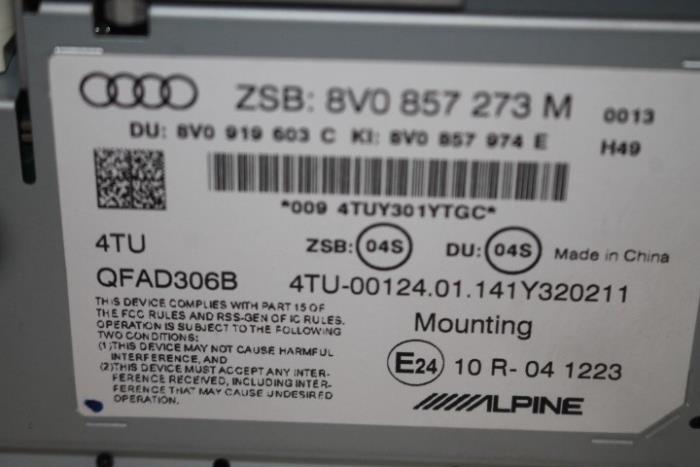 ZSB: 8V0 857 273 M 0013
DU: 8V0 919 603 C KI: 8V0 857 974 E H49
*009 4TUY301YTGC*
4TU ZSB: 04S DU: 04S Made in China
QFAD306B 4TU-00124.01.141Y320211
THIS DEVICE COMPLIES WITH PART 15 OF
THE FCC RULES AND RSS-GEN OF IC RULES.
OPERATION IS SUBJECT TO THE FOLLOWING
TWO CONDITIONS:
(1)THIS DEVICE MAY NOT CAUSE HARMFUL
INTERFERENCE, AND
(2)THIS DEVICE MUST ACCEPT ANY INTER-
FERENCE RECEIVED, INCLUDING INTER-
FERENCE THAT MAY CAUSE UNDESIRED
OPERATION.
Mounting
E24 10 R- 04 1223
ALPINE